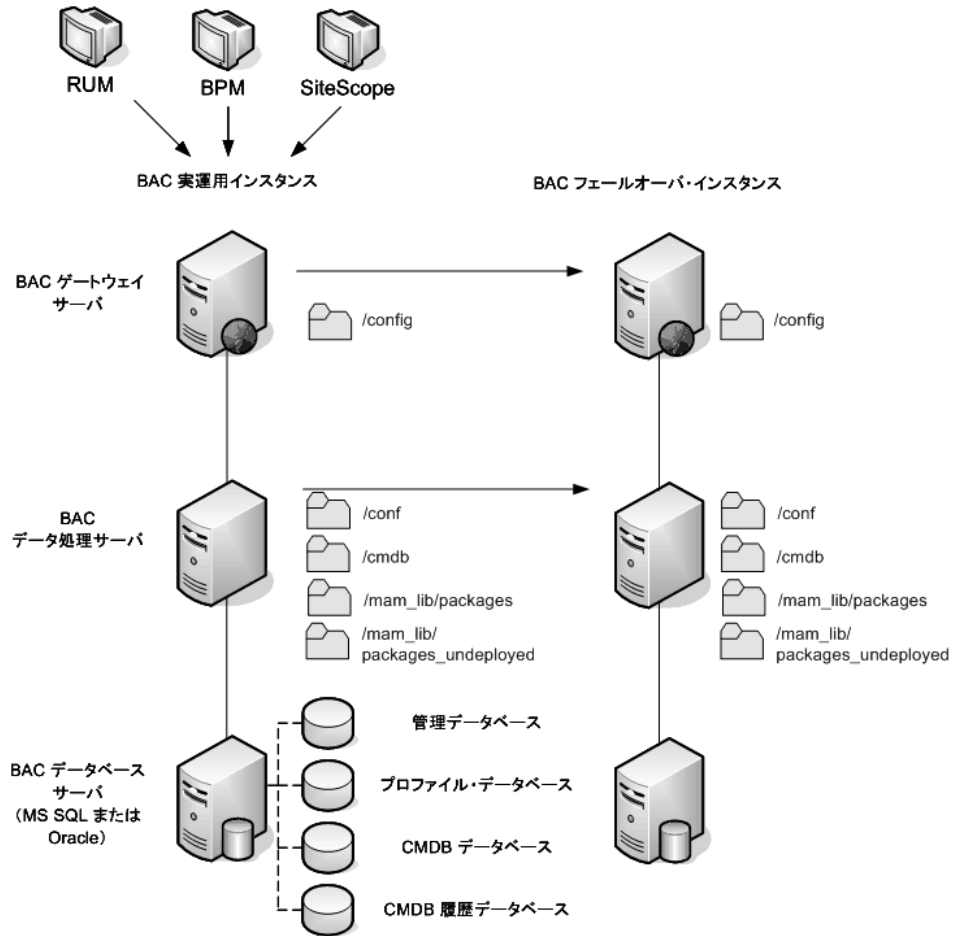 RUM
BPM
SiteScope
BAC 実運用インスタンス
BAC フェールオーバ・インスタンス
BAC ゲートウェイ
サーバ
/config
/config
BAC
データ処理サーバ
/conf
/cmdb
/mam_lib/packages
/mam_lib/
packages_undeployed
/conf
/cmdb
/mam_lib/packages
/mam_lib/
packages_undeployed
BAC データベース
サーバ
(MS SQL または
Oracle)
管理データベース
プロファイル・データベース
CMDB データベース
CMDB 履歴データベース